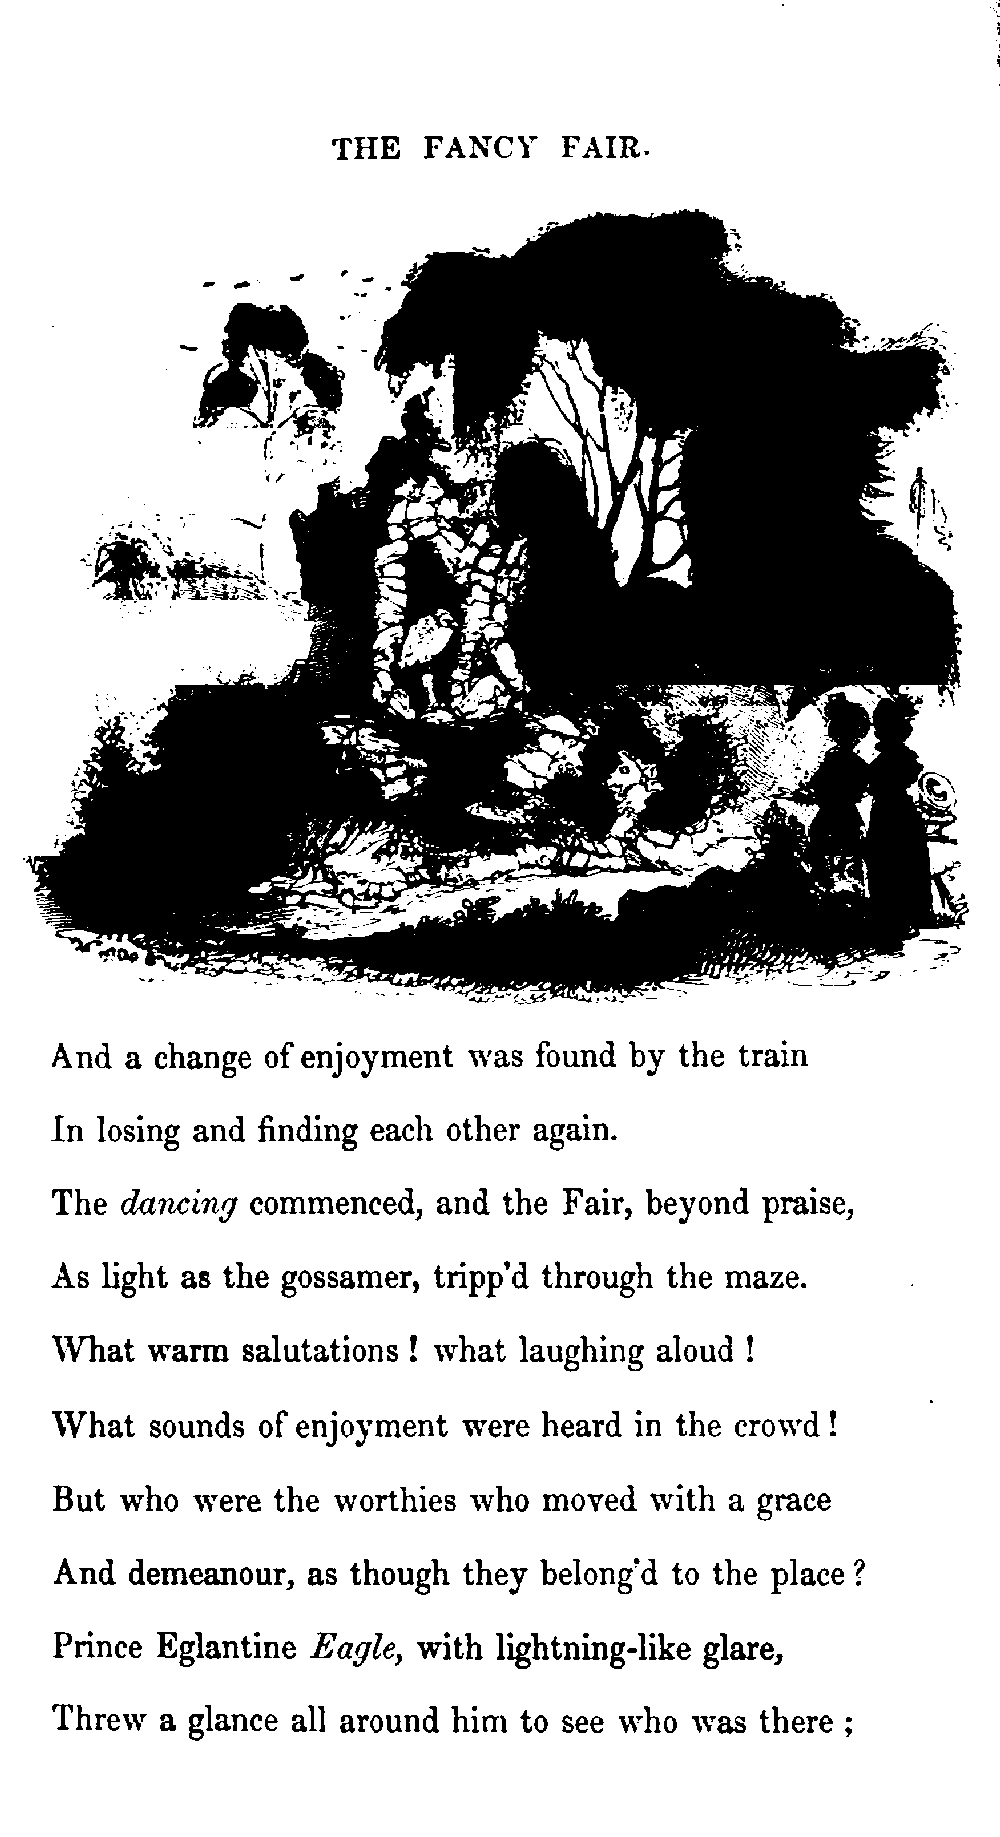 THE FANCY FAIR.
And a change of enjoyment was found by the train
In losing and finding each other again.
The dancing commenced, and the Fair, beyond praise,
As light as the gossamer, tripp'd through the maze.
What warm salutations ! what laughing aloud !
What sounds of enjoyment were heard in the crowd !
But who were the worthies who moved with a grace
And demeanour, as though they belong'd to the place ?
Prince Eglantine Eagle, with lightning-like glare,
Threw a glance all around him to see who was there ;